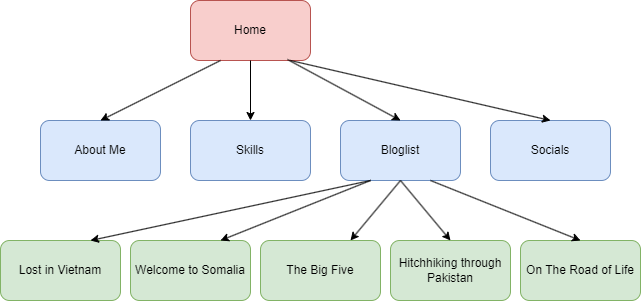 Home
About Me
Skills
Bloglist
Socials
Lost in Vietnam
Welcome to Somalia
The Big Five
Hitchhiking through
Pakistan
On The Road of Life